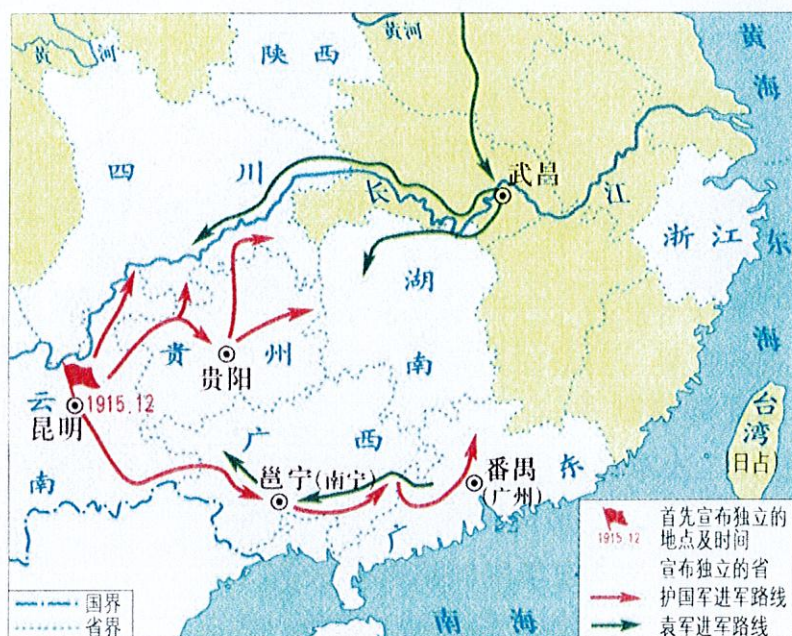 黄河
黄河
陕西
黄海
四川
长江
武昌
浙江
东海
湖南
贵州
贵阳
云南
1915.12
昆明
广西
邕宁(南宁)
番禺
(广州)
广东
台湾
(日占)
南海
国界
省界
1915.12
首先宣布独立的
地点及时间
宣布独立的省
护国军进军路线
袁军进军路线